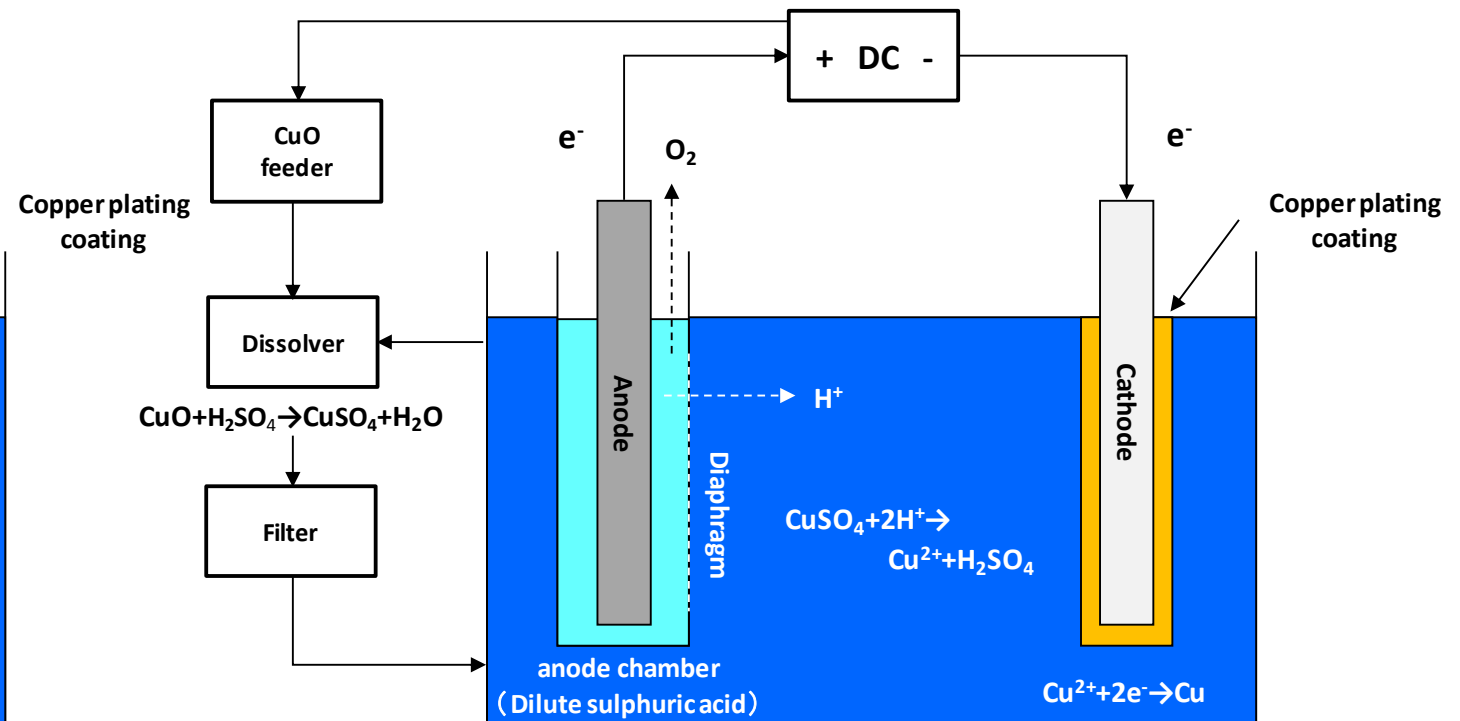 + DC -
CuO
feeder
e⁻
O₂
e⁻
Copper plating
coating
Copper plating
coating
Dissolver
Anode
Cathode
H⁺
CuO+H₂SO₄→CuSO₄+H₂O
Diaphragm
Filter
CuSO₄+2H⁺→
Cu²⁺+H₂SO₄
anode chamber
（Dilute sulphuric acid）
Cu²⁺+2e⁻→Cu